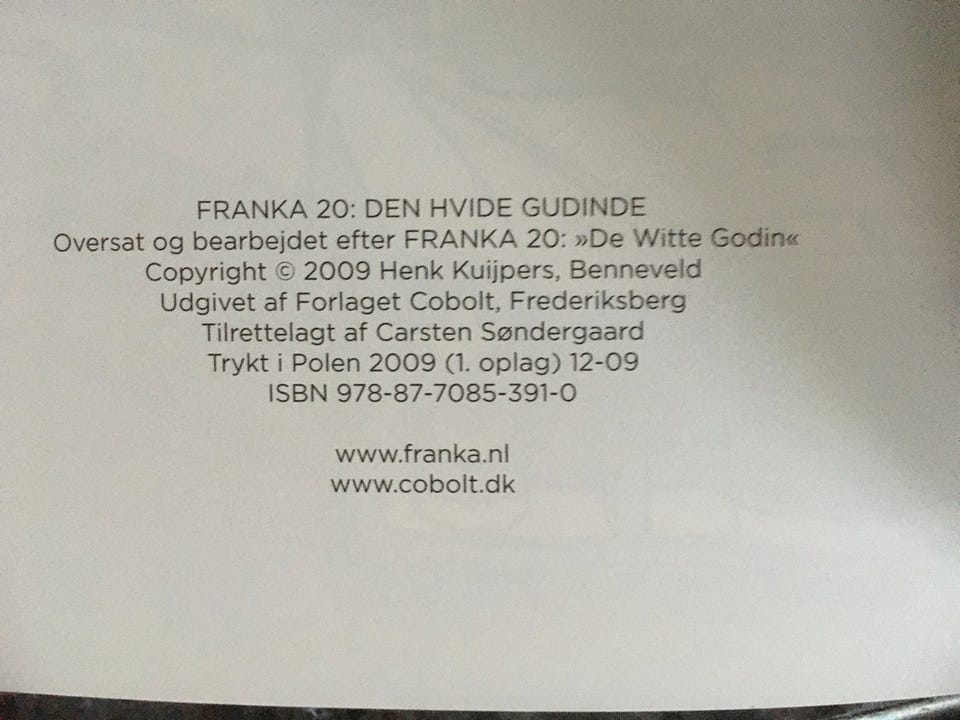 FRANKA 20: DEN HVIDE GUDINDE
Oversat og bearbejdet efter FRANKA 20: »De Witte Godin«
Copyright © 2009 Henk Kuijpers, Benneveld
Udgivet af Forlaget Cobolt, Frederiksberg
Tilrettelagt af Carsten Søndergaard
Trykt i Polen 2009 (1. oplag) 12-09
ISBN 978-87-7085-391-0
www.franka.nl
www.cobolt.dk